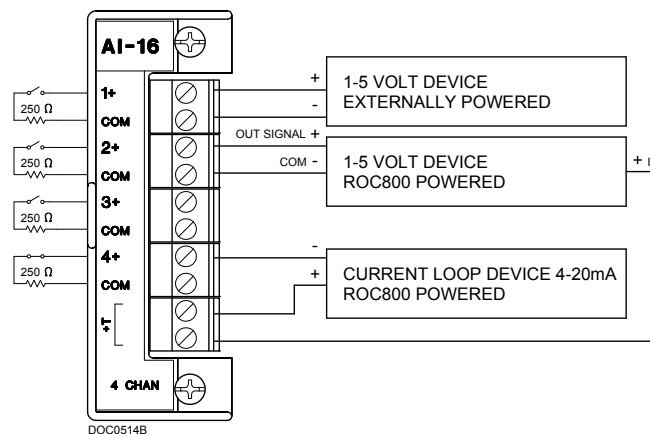 AI-16
1+
COM
2+
COM
3+
COM
4+
COM
+T
4 CHAN
250 Ω
250 Ω
250 Ω
250 Ω
+
-
1-5 VOLT DEVICE
EXTERNALLY POWERED
OUT SIGNAL +
COM -
1-5 VOLT DEVICE
ROC800 POWERED
+
-
+
CURRENT LOOP DEVICE 4-20mA
ROC800 POWERED
DOC0514B